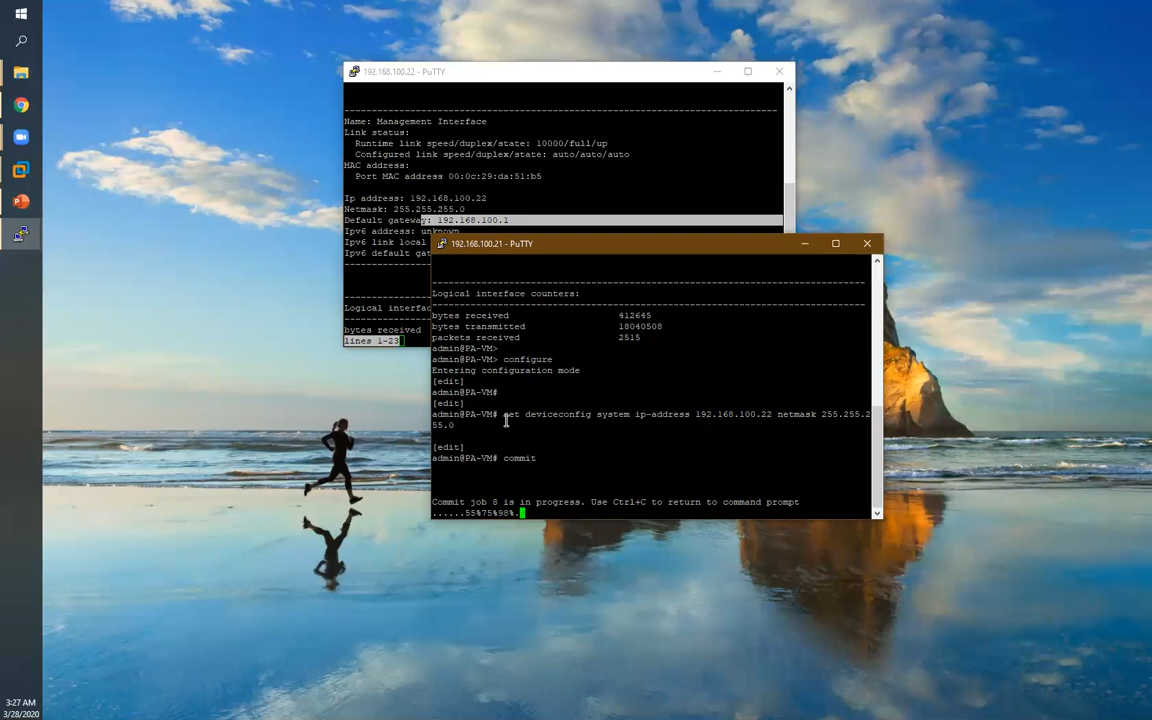 192.168.100.22 - PuTTY
--------------------------------------------------------------------------------
Name: Management Interface
Link status:
Runtime link speed/duplex/state: 10000/full/up
Configured link speed/duplex/state: auto/auto/auto
MAC address:
Port MAC address 00:0c:29:da:51:b5
Ip address: 192.168.100.22
Netmask: 255.255.255.0
Default gateway: 192.168.100.1
Ipv6 address: unknown
Ipv6 link local
Ipv6 default gat
----------------
----------------
Logical interfac
----------------
bytes received
lines 1-23
192.168.100.21 - PuTTY
--------------------------------------------------------------------------------
Logical interface counters:
--------------------------------------------------------------------------------
bytes received 412645
bytes transmitted 18040508
packets received 2515
admin@PA-VM>
admin@PA-VM> configure
Entering configuration mode
[edit]
admin@PA-VM#
[edit]
admin@PA-VM# set deviceconfig system ip-address 192.168.100.22 netmask 255.255.2
55.0
[edit]
admin@PA-VM# commit
Commit job 8 is in progress. Use Ctrl+C to return to command prompt
......55%75%98%.
3:27 AM
3/28/2020